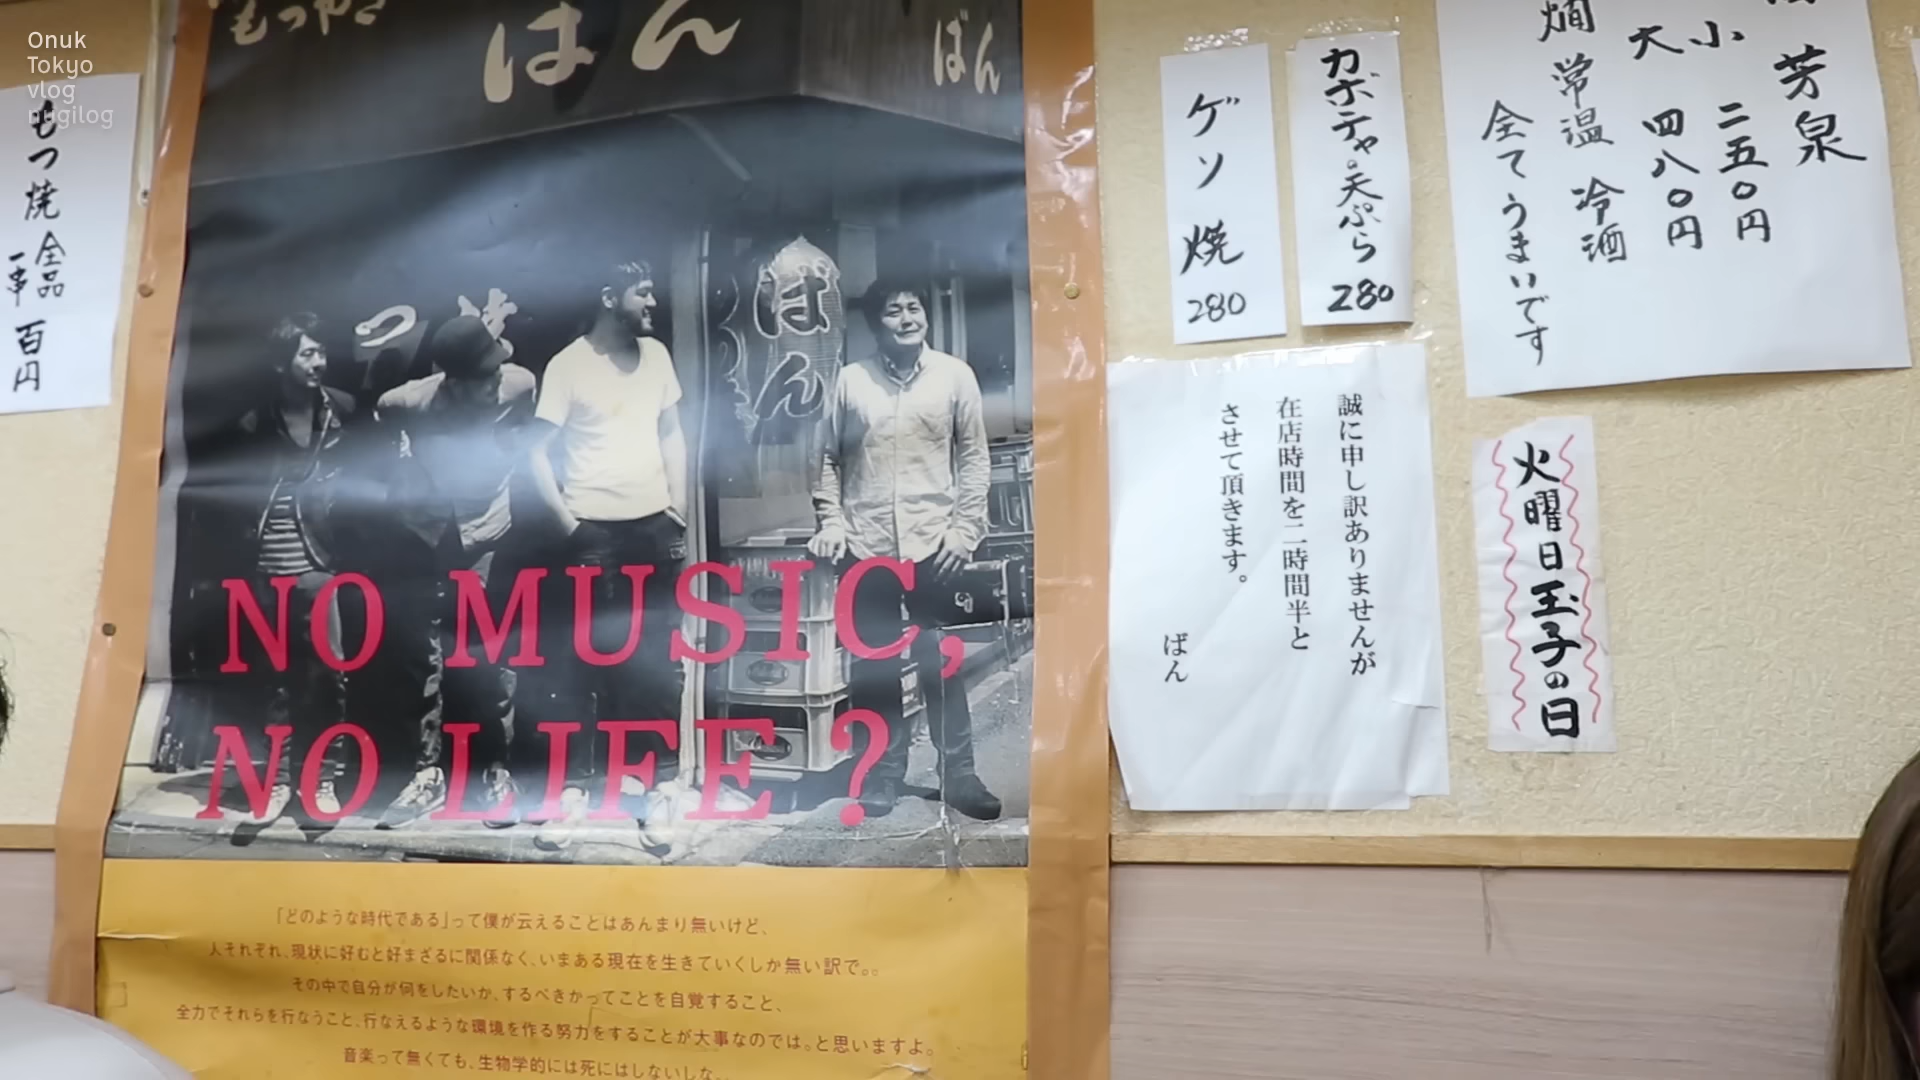 Onuk
Tokyo
vlog
nugilog
もつ焼
全品
一串
百円
もつやき
ばん
ばん
つ
ばん
NO MUSIC,
NO LIFE?
「どのような時代である」って僕が云えることはあんまり無いけど、
人それぞれ、現状に好むと好まざるに関係なく、いまある現在を生きていくしか無い訳で。。
その中で自分が何をしたいか、するべきかってことを自覚すること、
全力でそれらを行なうこと、行なえるような環境を作る努力をすることが大事なのでは。と思いますよ。
音楽って無くても、生物学的には死にはしないしな。。
ゲソ焼
280
カボチャ。天ぷら
280
芳泉
小 二五〇円
大 四八〇円
燗 常温 冷酒
全てうまいです
誠に申し訳ありませんが
在店時間を二時間半と
させて頂きます。
ばん
火曜日玉子の日